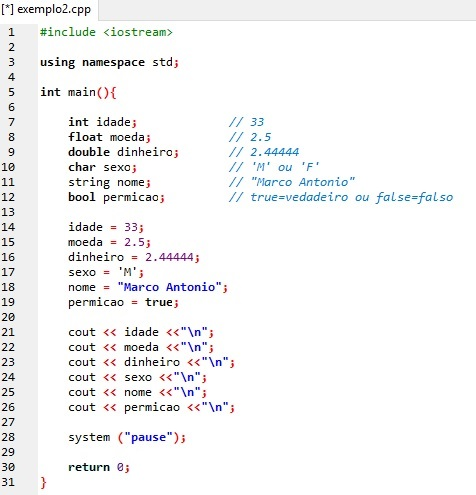 [*] exemplo2.cpp
1 #include <iostream>
2
3 using namespace std;
4
5 int main(){
6
7 int idade; // 33
8 float moeda; // 2.5
9 double dinheiro; // 2.44444
10 char sexo; // 'M' ou 'F'
11 string nome; // "Marco Antonio"
12 bool permicao; // true=vedadeiro ou false=falso
13
14 idade = 33;
15 moeda = 2.5;
16 dinheiro = 2.44444;
17 sexo = 'M';
18 nome = "Marco Antonio";
19 permicao = true;
20
21 cout << idade <<"\n";
22 cout << moeda <<"\n";
23 cout << dinheiro <<"\n";
24 cout << sexo <<"\n";
25 cout << nome <<"\n";
26 cout << permicao <<"\n";
27
28 system ("pause");
29
30 return 0;
31 }